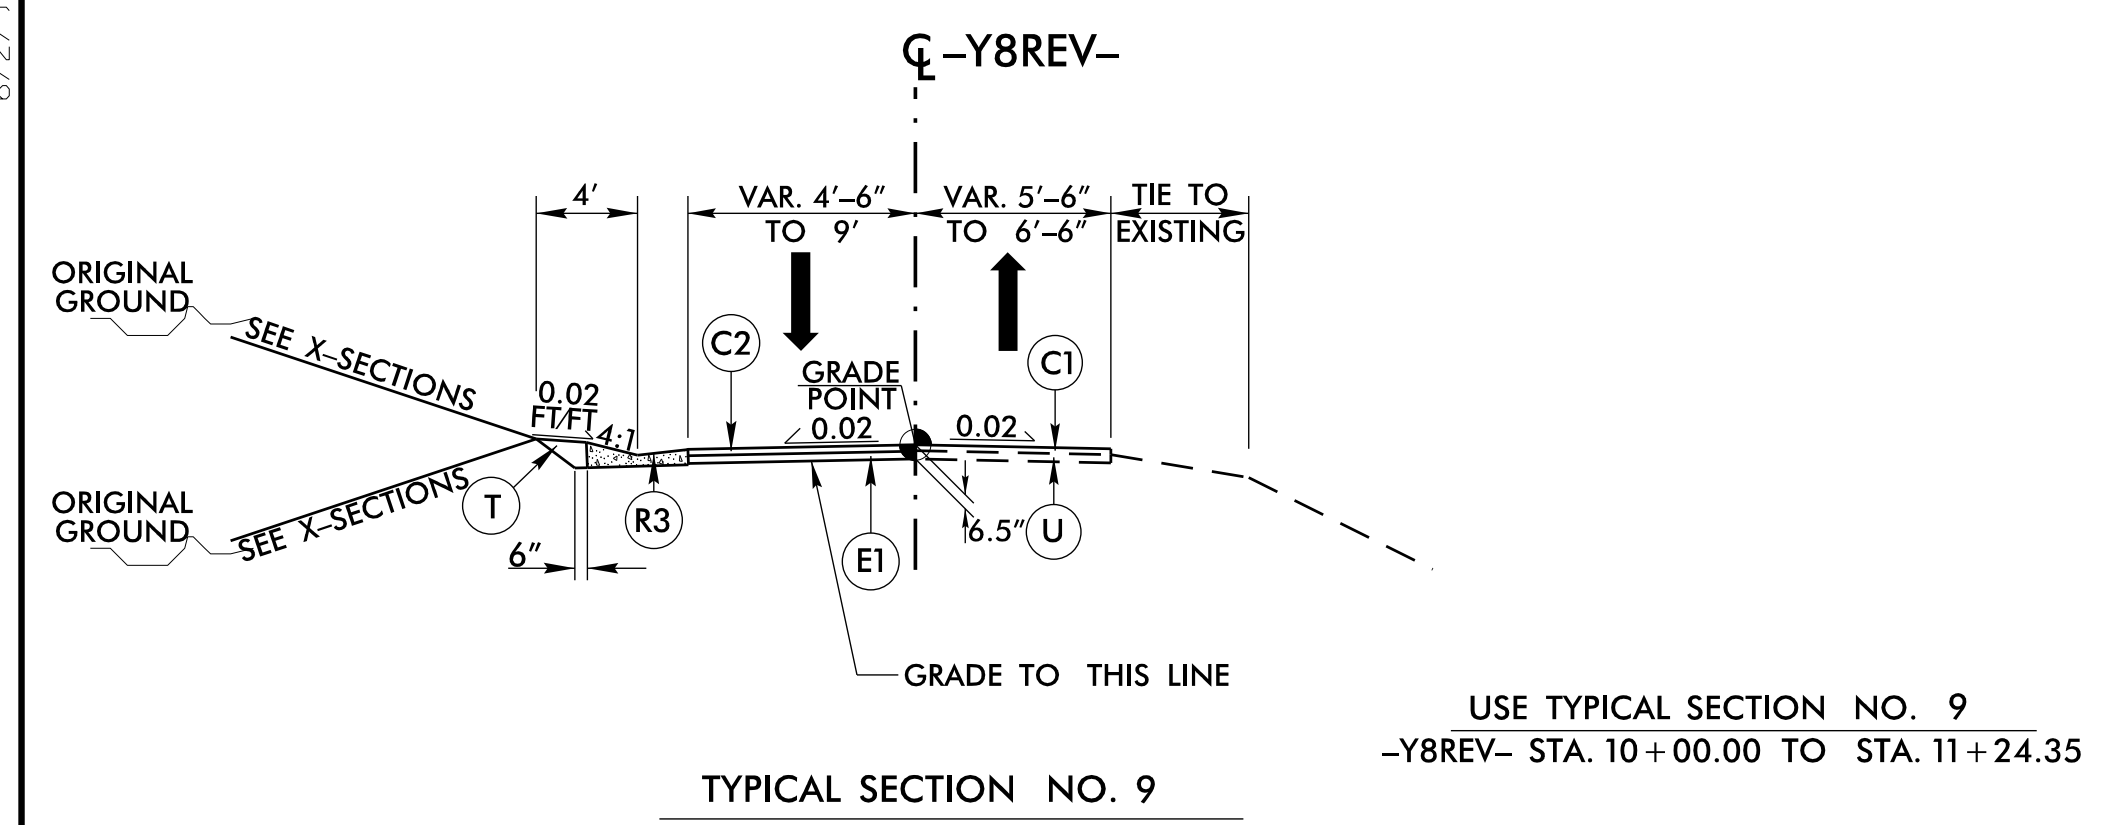 ℄ –Y8REV–
4' VAR. 4'–6" VAR. 5'–6" TIE TO
TO 9' TO 6'–6" EXISTING
ORIGINAL
GROUND
SEE X–SECTIONS
C2
C1
GRADE
POINT
0.02
FT/FT
4:1
0.02
0.02
ORIGINAL
GROUND
SEE X–SECTIONS
T
R3
6.5"
U
6"
E1
GRADE TO THIS LINE
USE TYPICAL SECTION NO. 9
–Y8REV– STA. 10+00.00 TO STA. 11+24.35
TYPICAL SECTION NO. 9